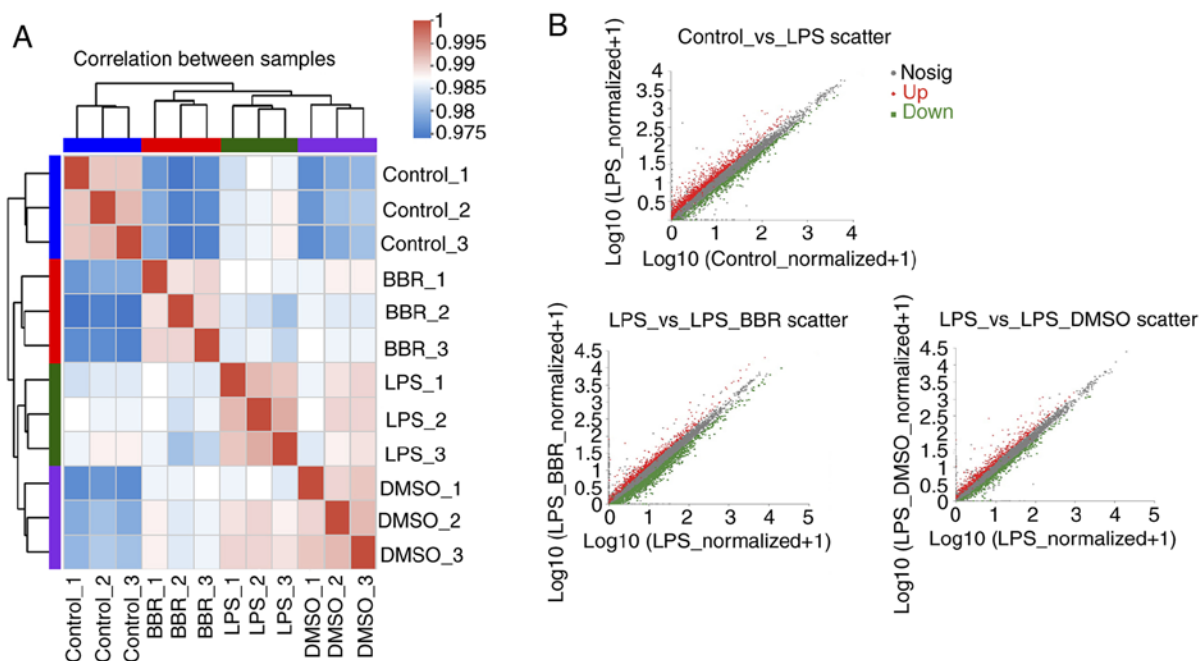 A
Correlation between samples
1
0.995
0.99
0.985
0.98
0.975
Control_1
Control_2
Control_3
BBR_1
BBR_2
BBR_3
LPS_1
LPS_2
LPS_3
DMSO_1
DMSO_2
DMSO_3
Control_1
Control_2
Control_3
BBR_1
BBR_2
BBR_3
LPS_1
LPS_2
LPS_3
DMSO_1
DMSO_2
DMSO_3
B
Control_vs_LPS scatter
Log10 (LPS_normalized+1)
4
3.5
3
2.5
2
1.5
1
0.5
0 1 2 3 4
Log10 (Control_normalized+1)
Nosig
Up
Down
LPS_vs_LPS_BBR scatter
Log10 (LPS_BBR_normalized+1)
4.5
4
3.5
3
2.5
2
1.5
1
0.5
0
0 1 2 3 4 5
Log10 (LPS_normalized+1)
LPS_vs_LPS_DMSO scatter
Log10 (LPS_DMSO_normalized+1)
4.5
4
3.5
3
2.5
2
1.5
1
0.5
0
0 1 2 3 4 5
Log10 (LPS_normalized+1)